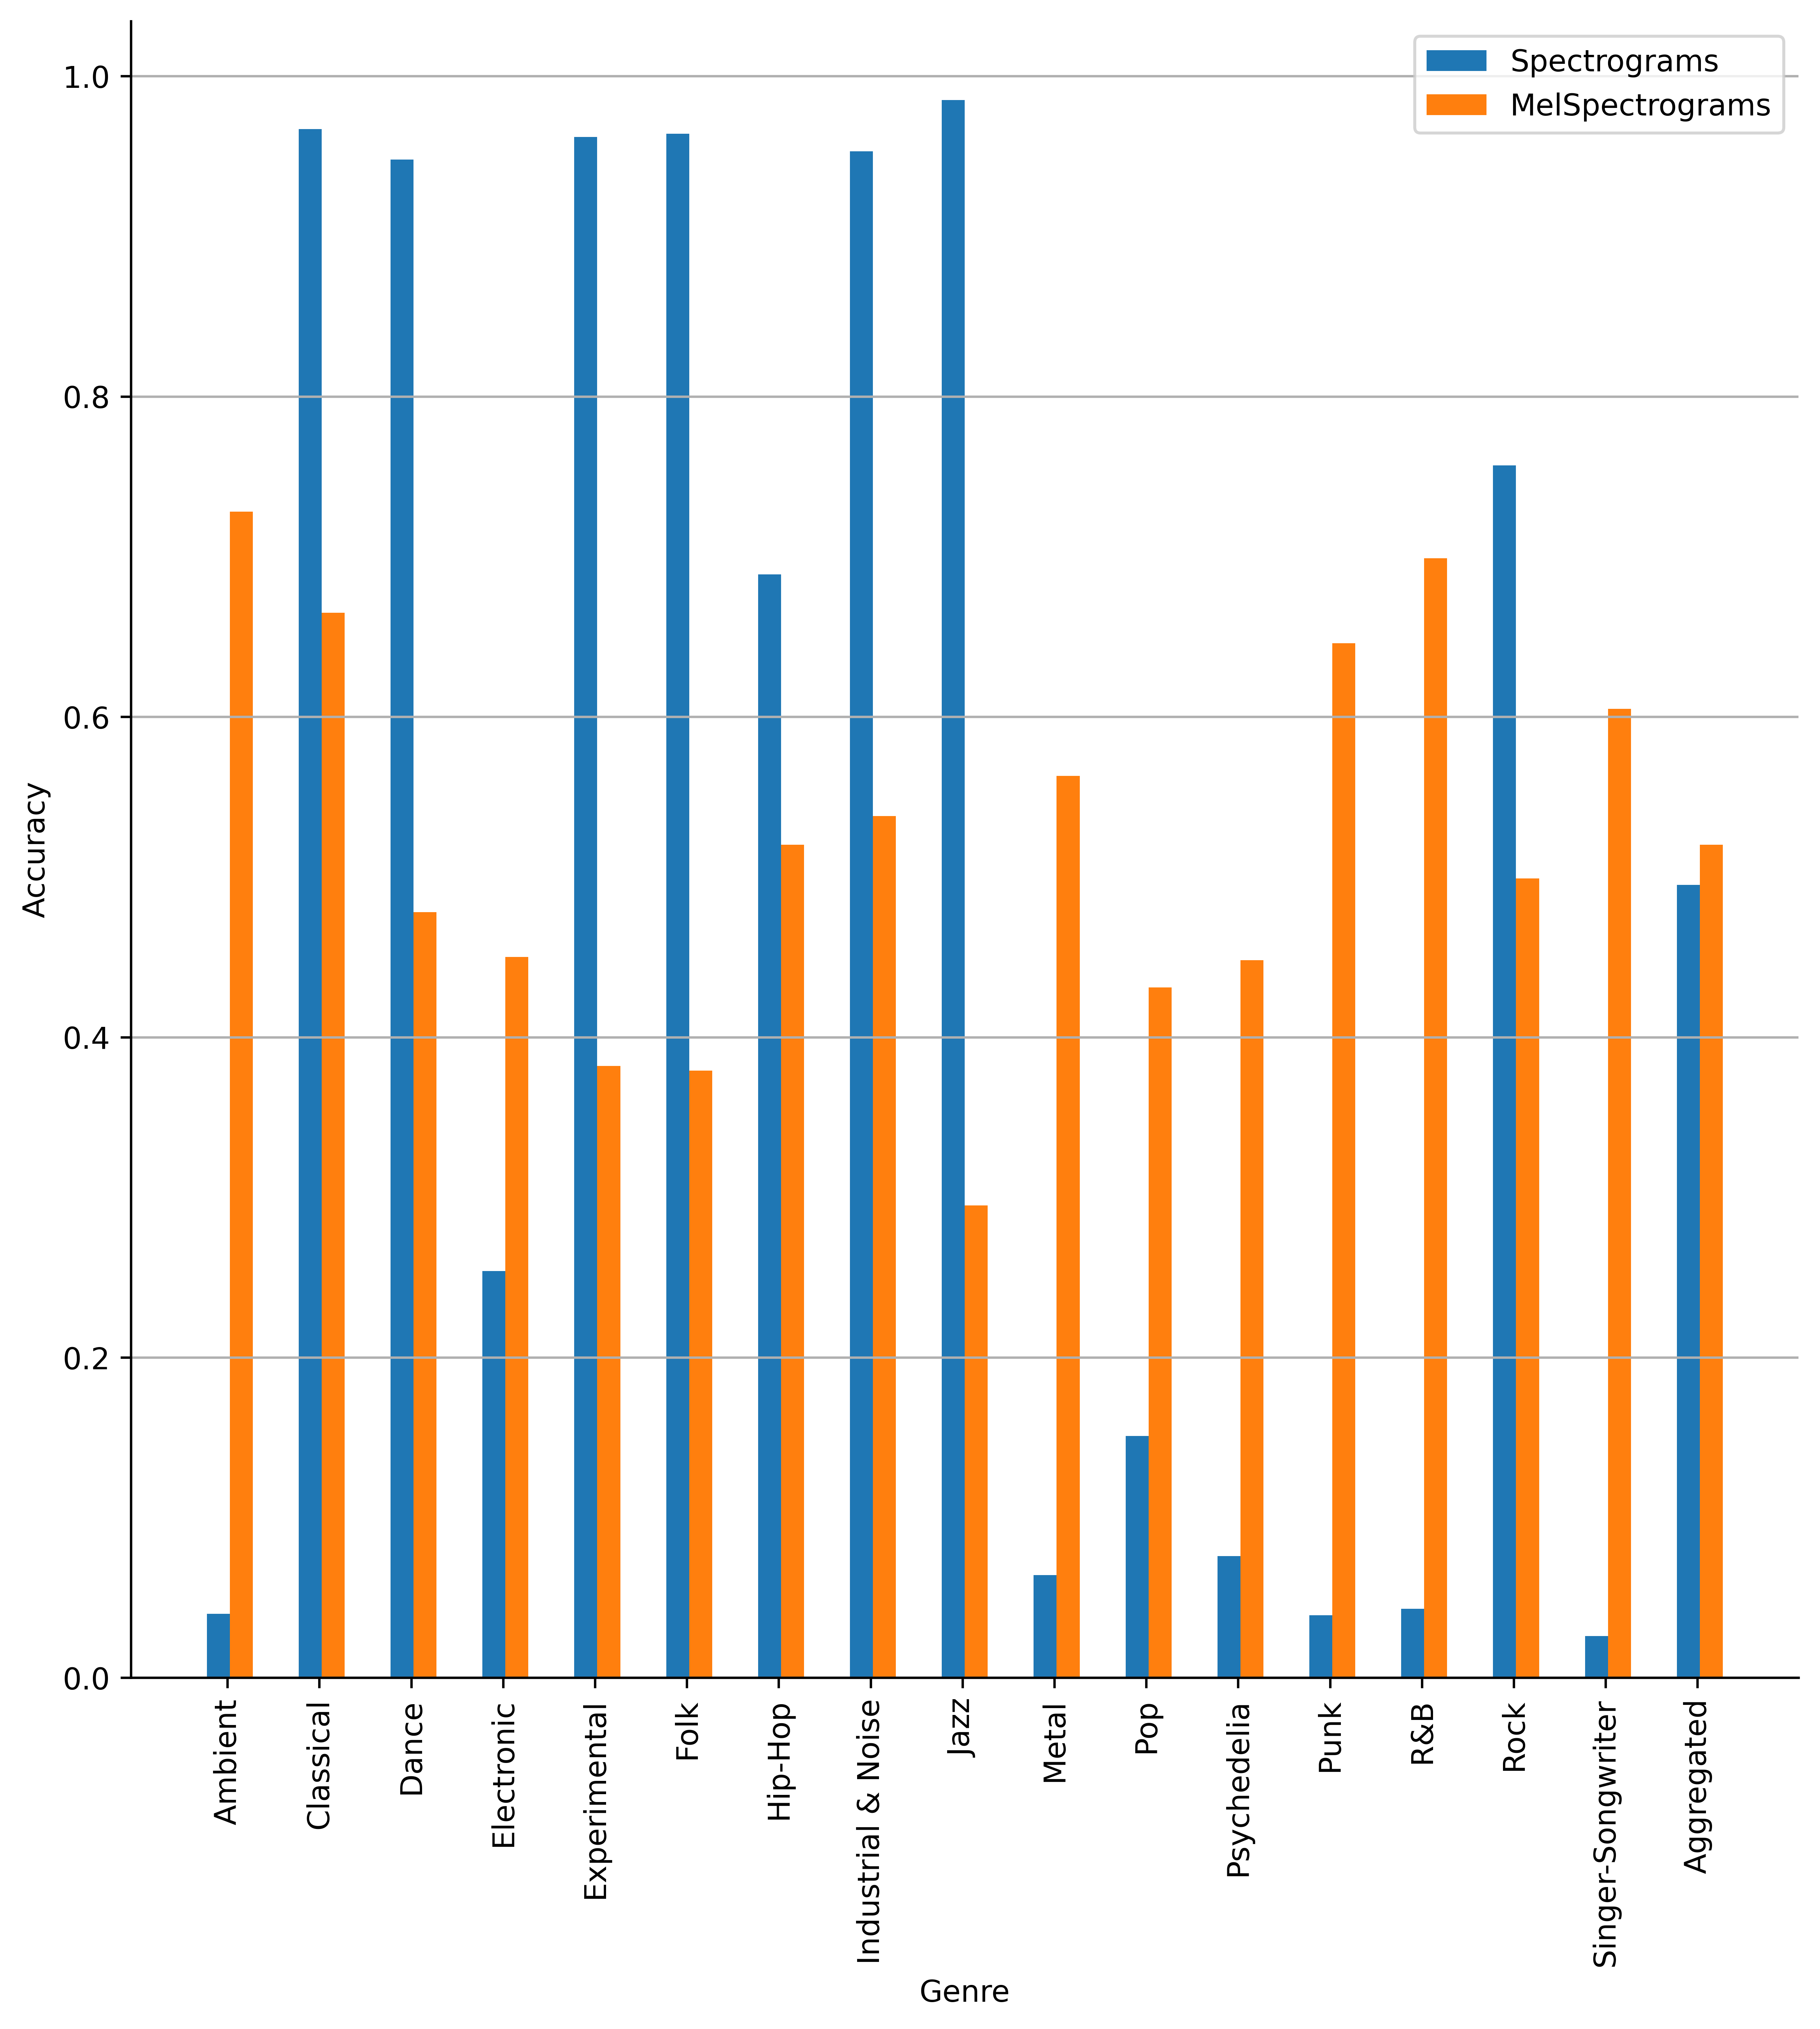 Spectrograms
MelSpectrograms
1.0
0.8
0.6
0.4
0.2
0.0
Accuracy
Ambient
Classical
Dance
Electronic
Experimental
Folk
Hip-Hop
Industrial & Noise
Jazz
Metal
Pop
Psychedelia
Punk
R&B
Rock
Singer-Songwriter
Aggregated
Genre